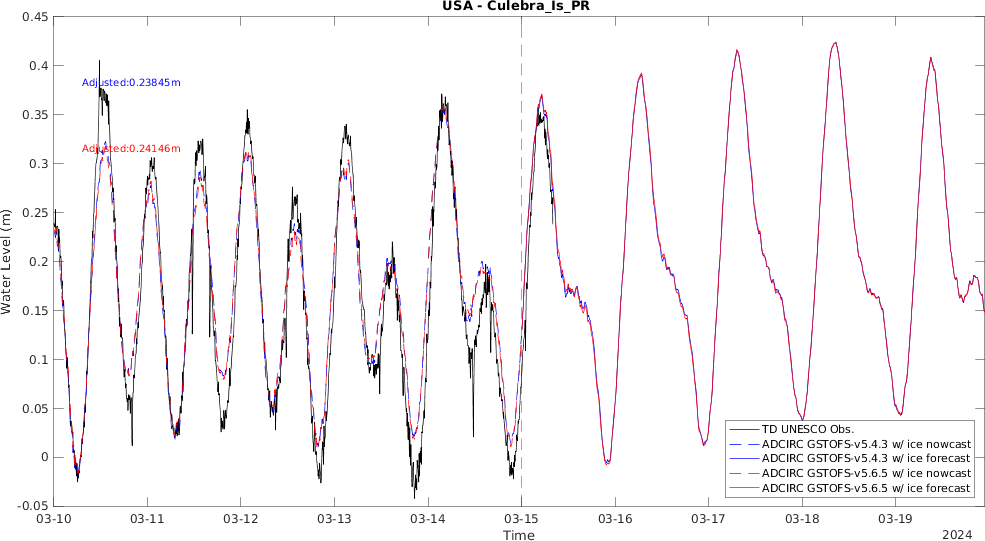 USA - Culebra_Is_PR
0.45
0.4
0.35
0.3
0.25
0.2
0.15
0.1
0.05
0
-0.05
Water Level (m)
Adjusted:0.23845m
Adjusted:0.24146m
TD UNESCO Obs.
ADCIRC GSTOFS-v5.4.3 w/ ice nowcast
ADCIRC GSTOFS-v5.4.3 w/ ice forecast
ADCIRC GSTOFS-v5.6.5 w/ ice nowcast
ADCIRC GSTOFS-v5.6.5 w/ ice forecast
03-10 03-11 03-12 03-13 03-14 03-15 03-16 03-17 03-18 03-19
Time
2024